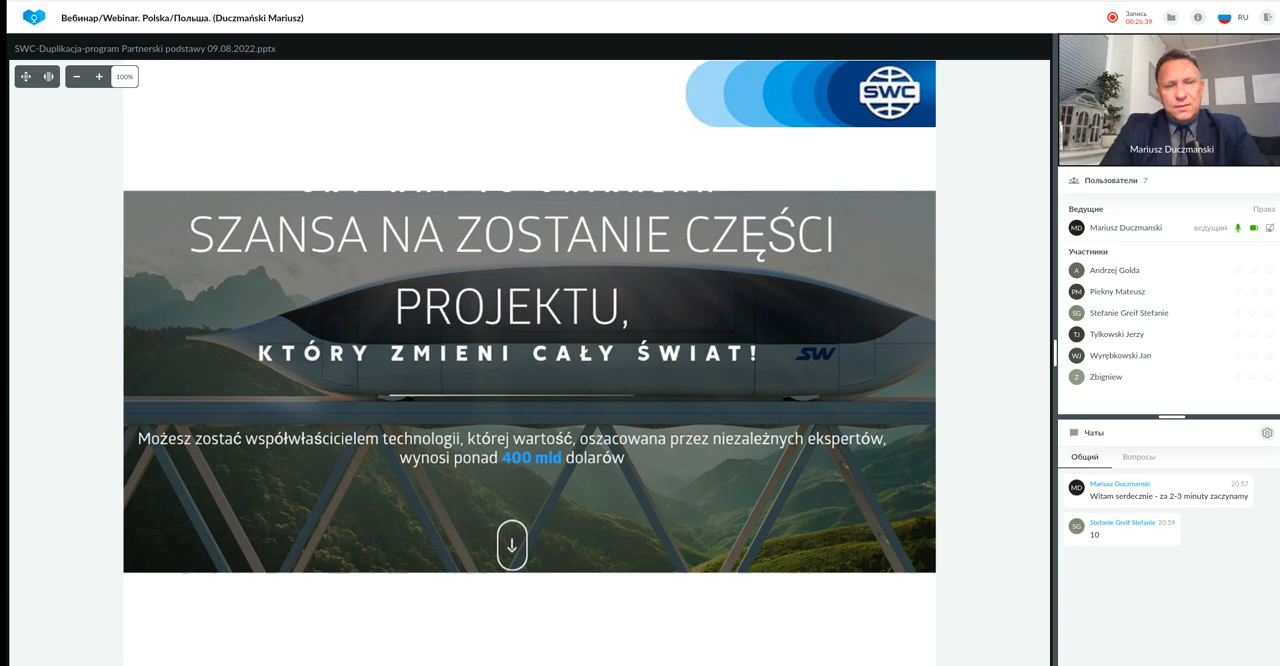 Вебинар/Webinar. Polska/Польша. (Duczmański Mariusz)
Запись
00:26:39
RU
SWC-Duplikacja-program Partnerski podstawy 09.08.2022.pptx
100%
SWC
SZANSA NA ZOSTANIE CZĘŚCI
PROJEKTU,
KTÓRY ZMIENI CAŁY ŚWIAT!
SW
Możesz zostać współwłaścicielem technologii, której wartość, oszacowana przez niezależnych ekspertów,
wynosi ponad 400 mld dolarów
Mariusz Duczmanski
Пользователи 7
Ведущие Права
MD Mariusz Duczmanski ведущий
Участники
A Andrzej Golda
PM Piekny Mateusz
SG Stefanie Greif Stefanie
TJ Tylkowski Jerzy
WJ Wyrębkowski Jan
Z Zbigniew
Чаты
Общий Вопросы
MD Mariusz Duczmanski 20:57
Witam serdecznie - za 2-3 minuty zaczynamy
SG Stefanie Greif Stefanie 20:59
10